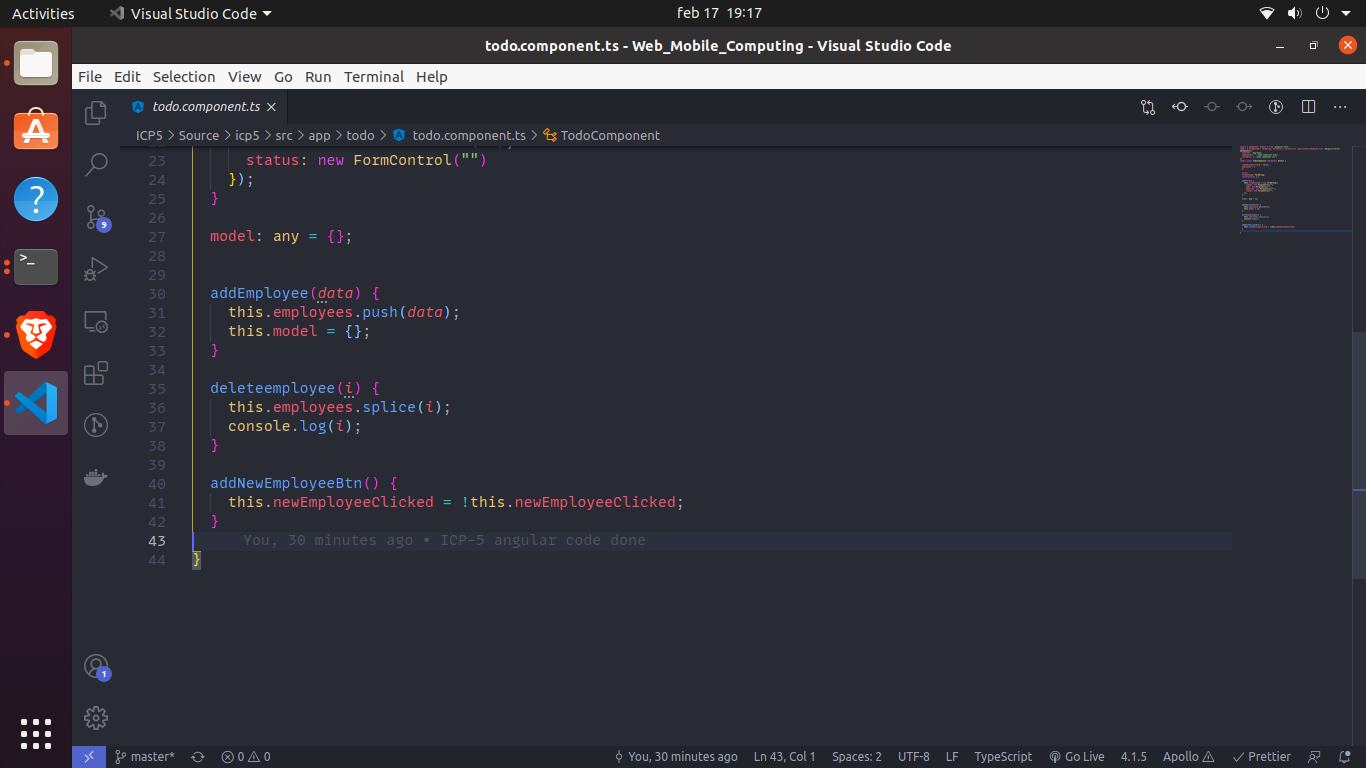 Activities Visual Studio Code feb 17 19:17
todo.component.ts - Web_Mobile_Computing - Visual Studio Code
File Edit Selection View Go Run Terminal Help
todo.component.ts
ICP5 > Source > icp5 > src > app > todo > todo.component.ts > TodoComponent
23 status: new FormControl("")
24 });
25 }
26
27 model: any = {};
28
29
30 addEmployee(data) {
31 this.employees.push(data);
32 this.model = {};
33 }
34
35 deleteemployee(i) {
36 this.employees.splice(i);
37 console.log(i);
38 }
39
40 addNewEmployeeBtn() {
41 this.newEmployeeClicked = !this.newEmployeeClicked;
42 }
43 You, 30 minutes ago • ICP-5 angular code done
44 }
9
1
master* 0 0 You, 30 minutes ago Ln 43, Col 1 Spaces: 2 UTF-8 LF TypeScript Go Live 4.1.5 Apollo Prettier